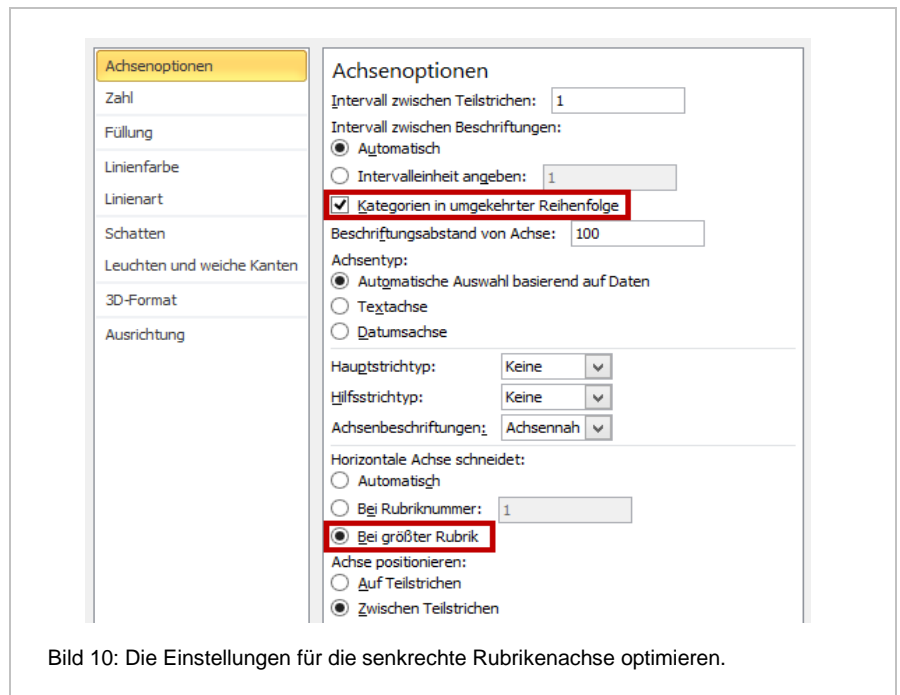 Achsenoptionen
Zahl
Füllung
Linienfarbe
Linienart
Schatten
Leuchten und weiche Kanten
3D-Format
Ausrichtung
Achsenoptionen
Intervall zwischen Teilstrichen: 1
Intervall zwischen Beschriftungen:
Automatisch
Intervalleinheit angeben: 1
Kategorien in umgekehrter Reihenfolge
Beschriftungsabstand von Achse: 100
Achsentyp:
Automatische Auswahl basierend auf Daten
Textachse
Datumsachse
Hauptstrichtyp: Keine
Hilfsstrichtyp: Keine
Achsenbeschriftungen: Achsennah
Horizontale Achse schneidet:
Automatisch
Bei Rubriknummer: 1
Bei größter Rubrik
Achse positionieren:
Auf Teilstrichen
Zwischen Teilstrichen
Bild 10: Die Einstellungen für die senkrechte Rubrikenachse optimieren.